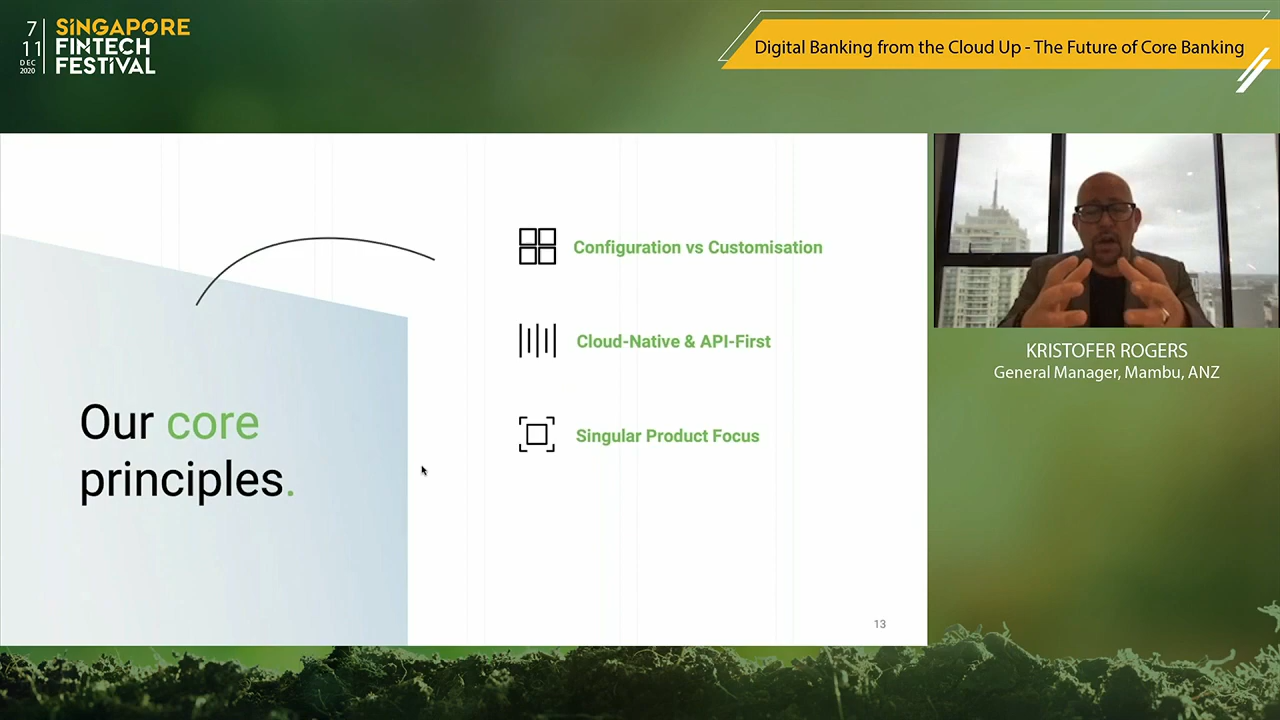 7
11
DEC
2020
SINGAPORE
FINTECH
FESTIVAL
Digital Banking from the Cloud Up - The Future of Core Banking
Our core
principles.
Configuration vs Customisation
Cloud-Native & API-First
Singular Product Focus
13
KRISTOFER ROGERS
General Manager, Mambu, ANZ